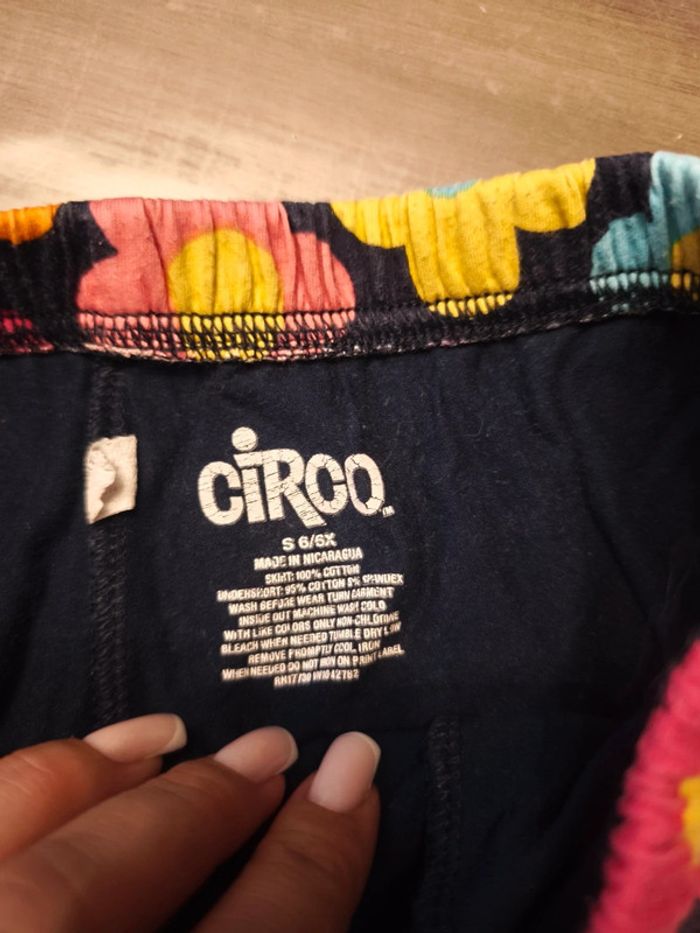 CIRCO
TM
S 6/6X
MADE IN NICARAGUA
SKIRT: 100% COTTON
UNDERSHORT: 95% COTTON 5% SPANDEX
WASH BEFORE WEAR TURN GARMENT
INSIDE OUT MACHINE WASH COLD
WITH LIKE COLORS ONLY NON-CHLORINE
BLEACH WHEN NEEDED TUMBLE DRY LOW
REMOVE PROMPTLY COOL IRON
WHEN NEEDED DO NOT IRON ON PRINT LABEL